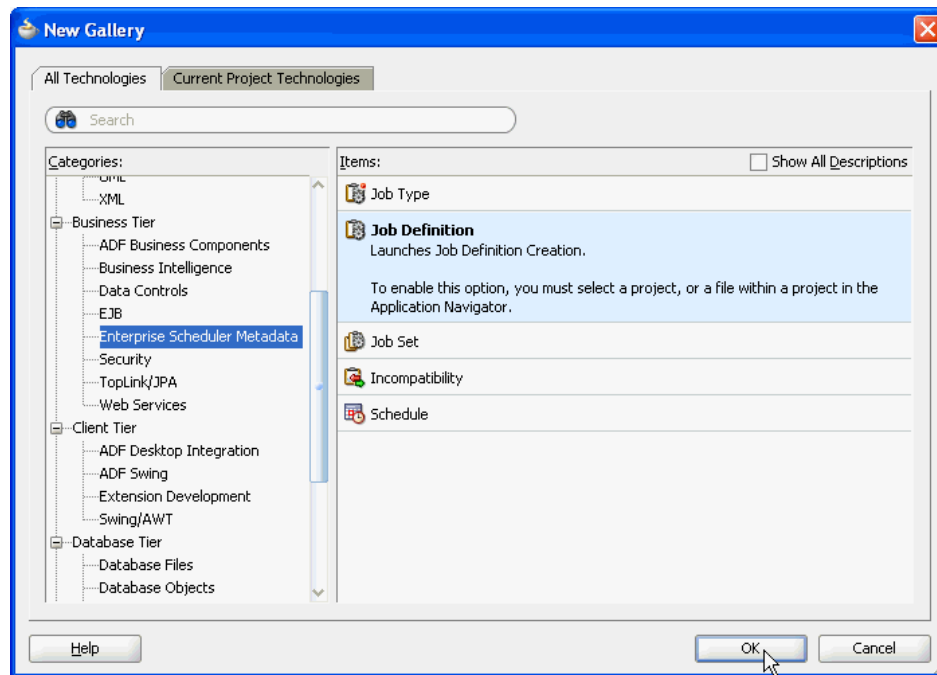 New Gallery
All Technologies
Current Project Technologies
Search
Categories:
XML
Business Tier
ADF Business Components
Business Intelligence
Data Controls
EJB
Enterprise Scheduler Metadata
Security
TopLink/JPA
Web Services
Client Tier
ADF Desktop Integration
ADF Swing
Extension Development
Swing/AWT
Database Tier
Database Files
Database Objects
Items:
Show All Descriptions
Job Type
Job Definition
Launches Job Definition Creation.
To enable this option, you must select a project, or a file within a project in the
Application Navigator.
Job Set
Incompatibility
Schedule
Help
OK
Cancel